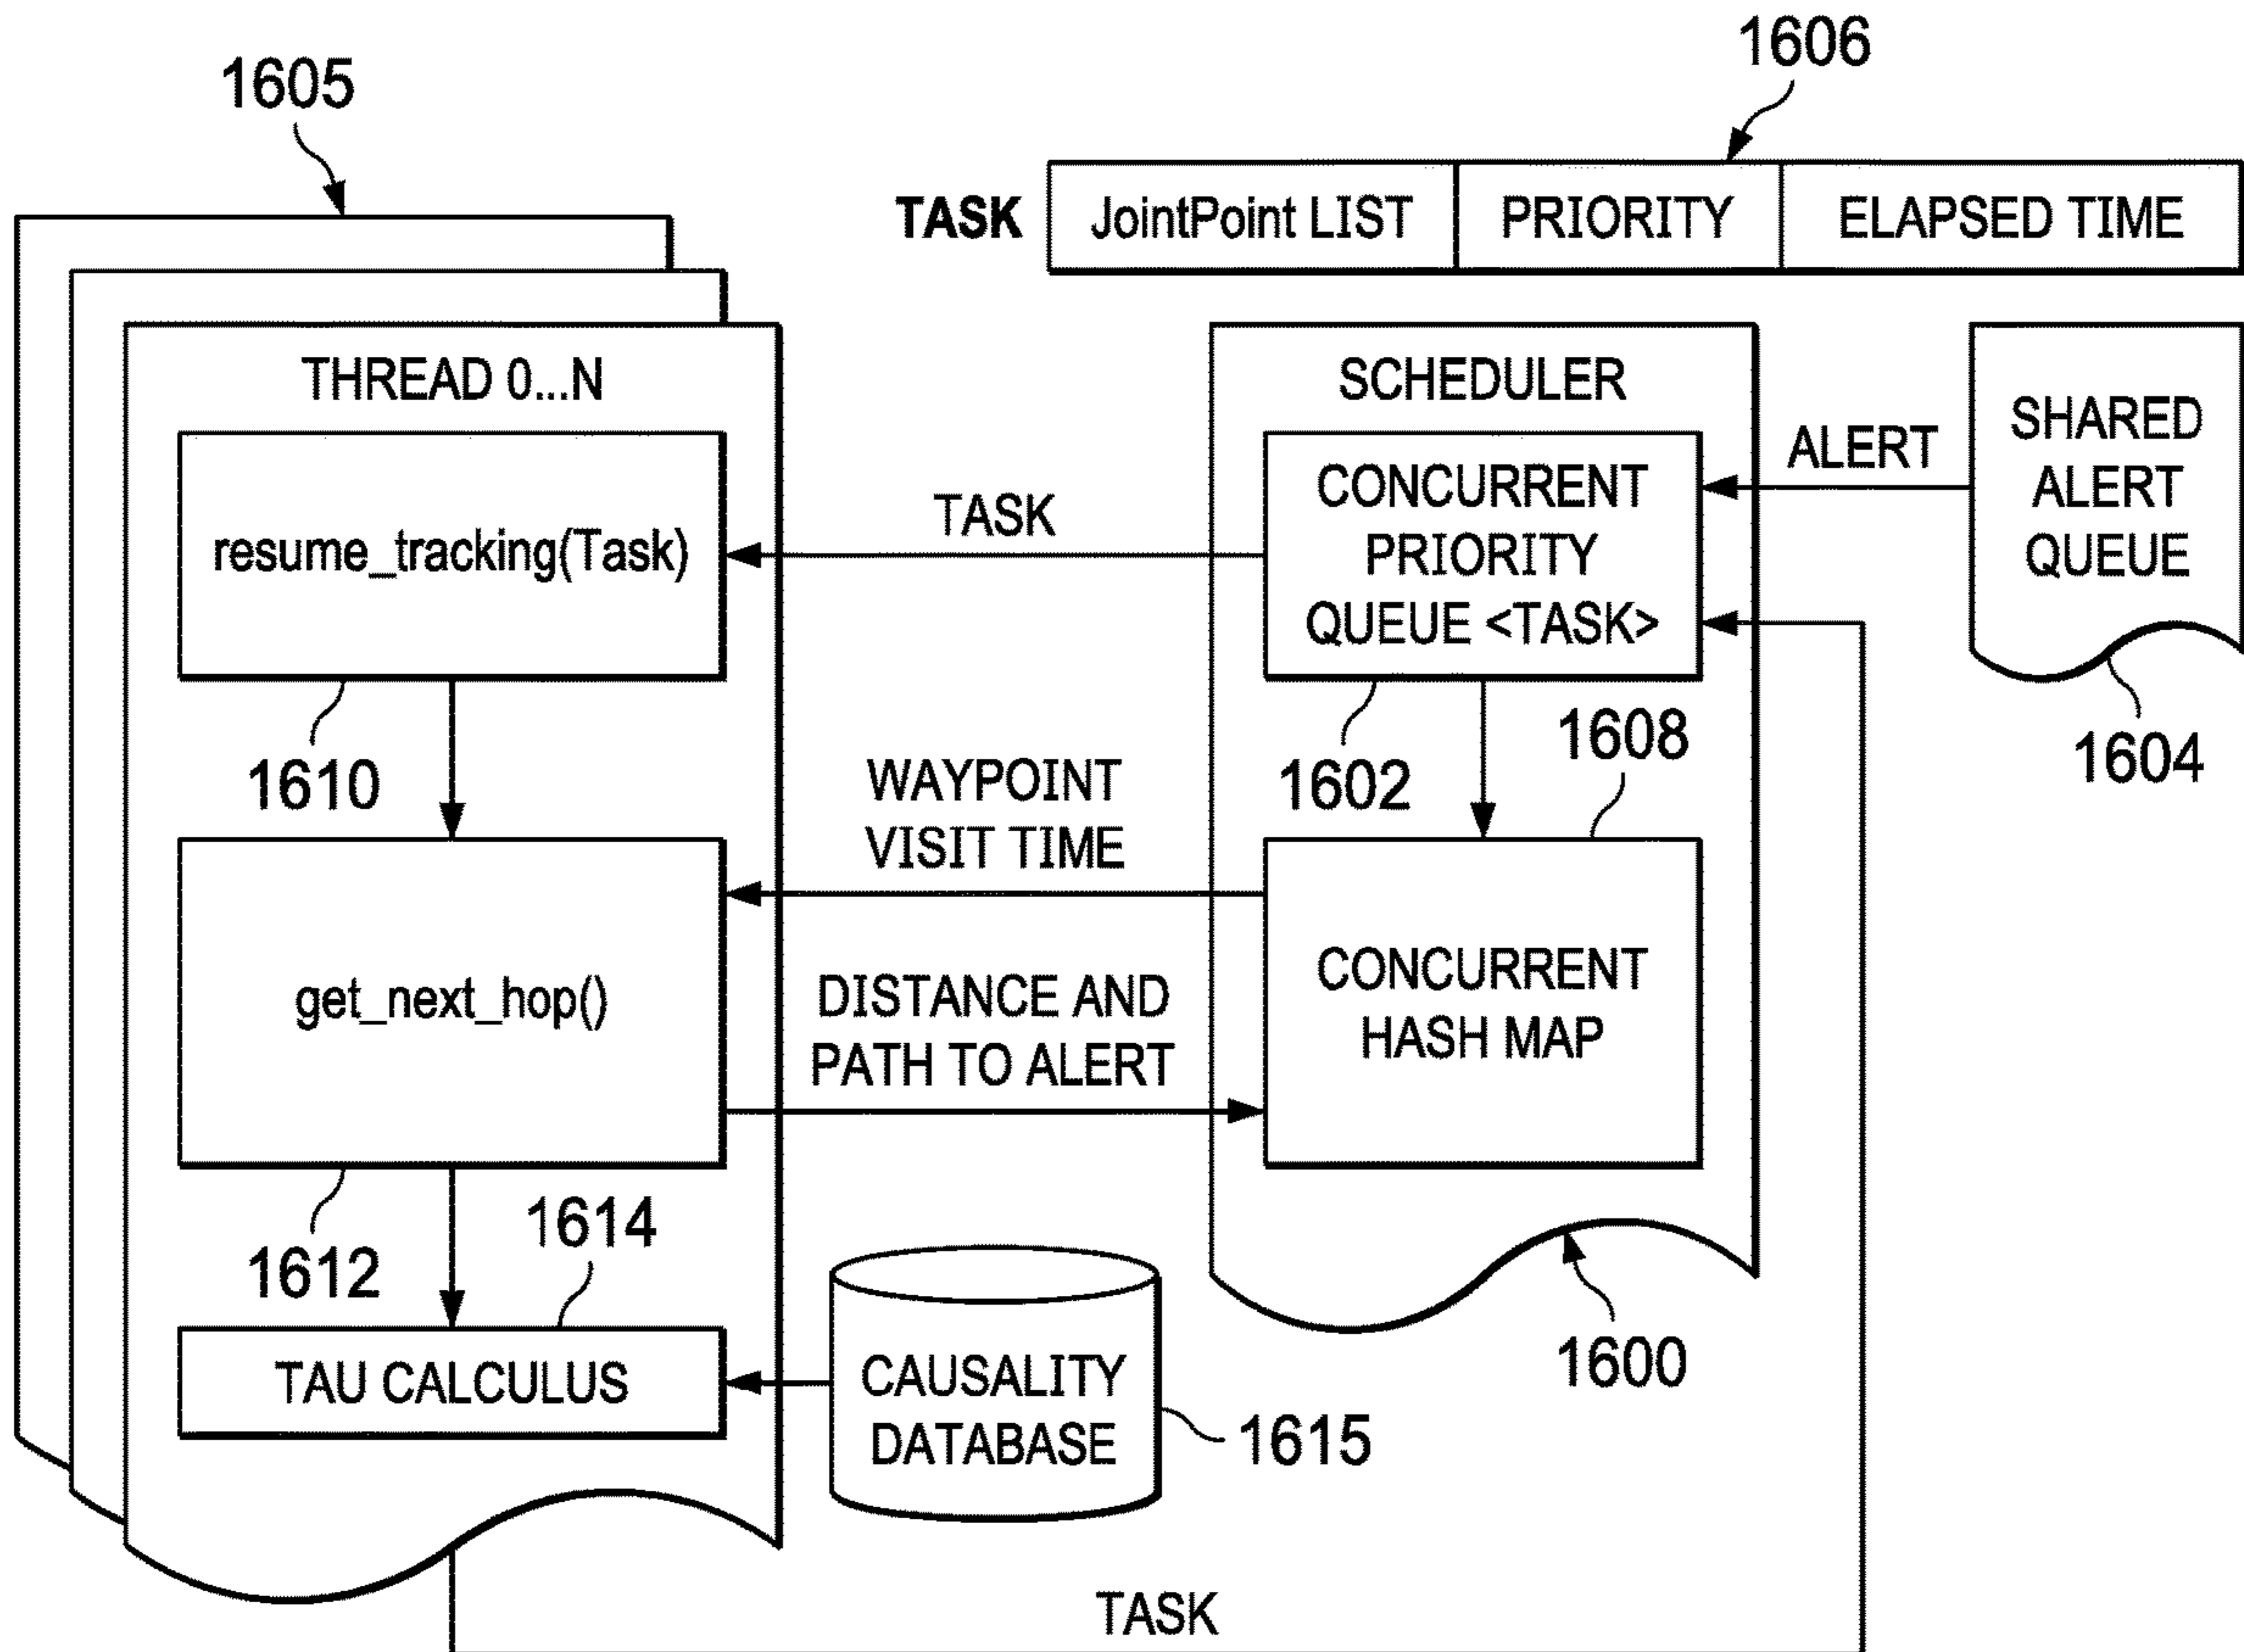 1605
1606
TASK
JointPoint LIST
PRIORITY
ELAPSED TIME
THREAD 0...N
resume_tracking(Task)
1610
get_next_hop()
1612
1614
TAU CALCULUS
TASK
WAYPOINT
VISIT TIME
DISTANCE AND
PATH TO ALERT
CAUSALITY
DATABASE
1615
SCHEDULER
CONCURRENT
PRIORITY
QUEUE <TASK>
1602
1608
CONCURRENT
HASH MAP
1600
ALERT
SHARED
ALERT
QUEUE
1604
TASK